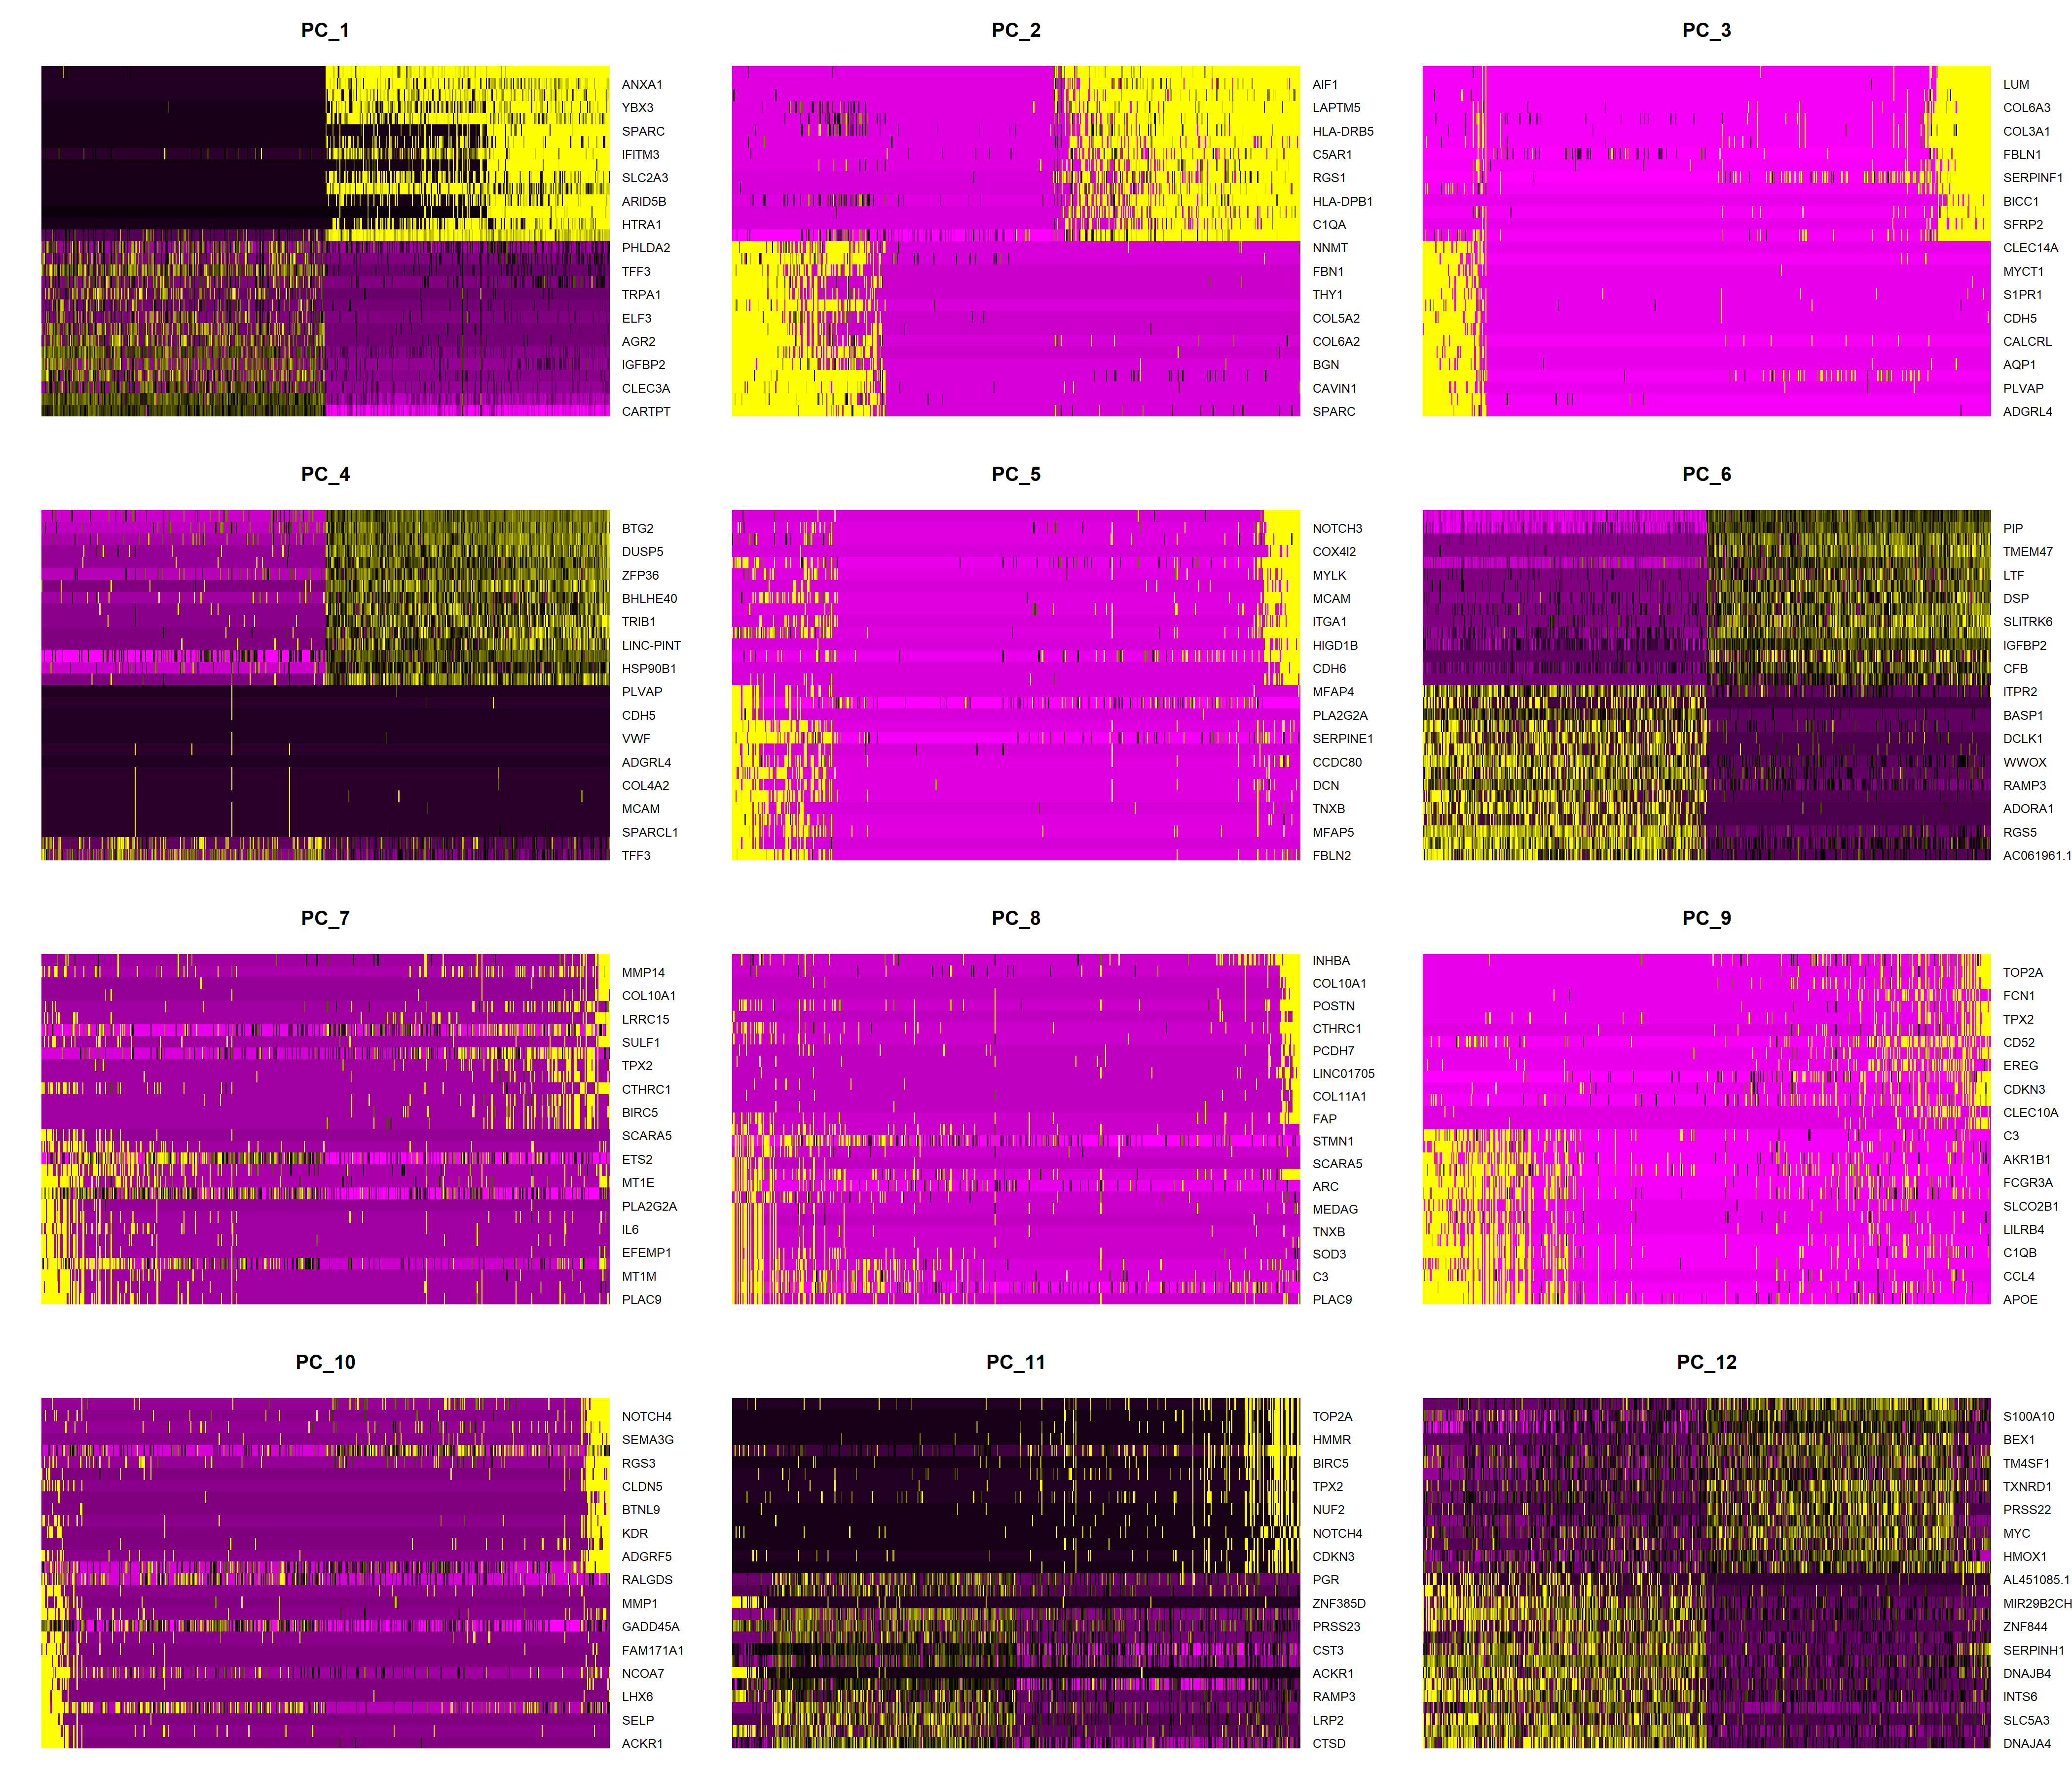 PC_1
ANXA1
YBX3
SPARC
IFITM3
SLC2A3
ARID5B
HTRA1
PHLDA2
TFF3
TRPA1
ELF3
AGR2
IGFBP2
CLEC3A
CARTPT
PC_2
AIF1
LAPTM5
HLA-DRB5
C5AR1
RGS1
HLA-DPB1
C1QA
NNMT
FBN1
THY1
COL5A2
COL6A2
BGN
CAVIN1
SPARC
PC_3
LUM
COL6A3
COL3A1
FBLN1
SERPINF1
BICC1
SFRP2
CLEC14A
MYCT1
S1PR1
CDH5
CALCRL
AQP1
PLVAP
ADGRL4
PC_4
BTG2
DUSP5
ZFP36
BHLHE40
TRIB1
LINC-PINT
HSP90B1
PLVAP
CDH5
VWF
ADGRL4
COL4A2
MCAM
SPARCL1
TFF3
PC_5
NOTCH3
COX4I2
MYLK
MCAM
ITGA1
HIGD1B
CDH6
MFAP4
PLA2G2A
SERPINE1
CCDC80
DCN
TNXB
MFAP5
FBLN2
PC_6
PIP
TMEM47
LTF
DSP
SLITRK6
IGFBP2
CFB
ITPR2
BASP1
DCLK1
WWOX
RAMP3
ADORA1
RGS5
AC061961.1
PC_7
MMP14
COL10A1
LRRC15
SULF1
TPX2
CTHRC1
BIRC5
SCARA5
ETS2
MT1E
PLA2G2A
IL6
EFEMP1
MT1M
PLAC9
PC_8
INHBA
COL10A1
POSTN
CTHRC1
PCDH7
LINC01705
COL11A1
FAP
STMN1
SCARA5
ARC
MEDAG
TNXB
SOD3
C3
PLAC9
PC_9
TOP2A
FCN1
TPX2
CD52
EREG
CDKN3
CLEC10A
C3
AKR1B1
FCGR3A
SLCO2B1
LILRB4
C1QB
CCL4
APOE
PC_10
NOTCH4
SEMA3G
RGS3
CLDN5
BTNL9
KDR
ADGRF5
RALGDS
MMP1
GADD45A
FAM171A1
NCOA7
LHX6
SELP
ACKR1
PC_11
TOP2A
HMMR
BIRC5
TPX2
NUF2
NOTCH4
CDKN3
PGR
ZNF385D
PRSS23
CST3
ACKR1
RAMP3
LRP2
CTSD
PC_12
S100A10
BEX1
TM4SF1
TXNRD1
PRSS22
MYC
HMOX1
AL451085.1
MIR29B2CH
ZNF844
SERPINH1
DNAJB4
INTS6
SLC5A3
DNAJA4